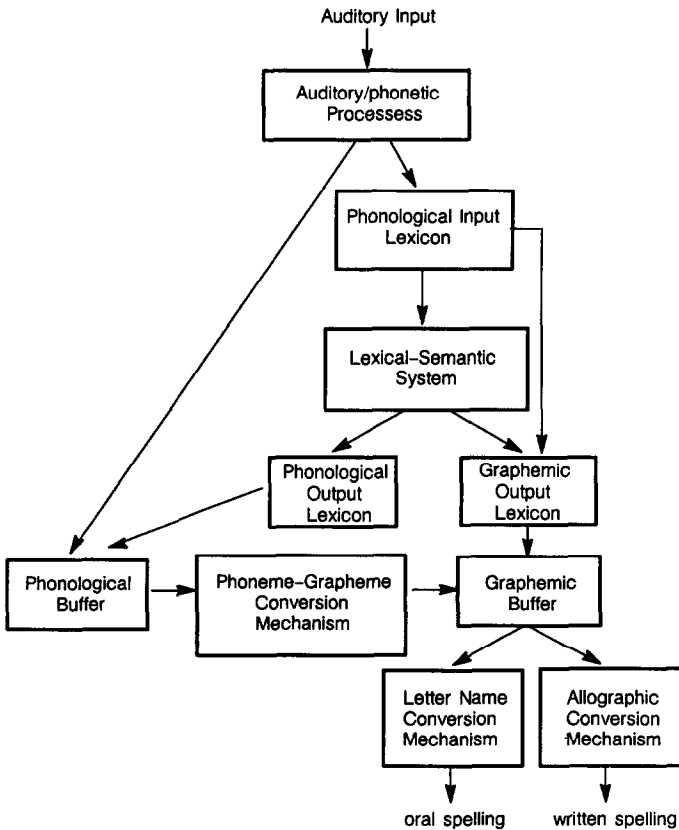 Auditory Input
Auditory/phonetic
Processess
Phonological Input
Lexicon
Lexical-Semantic
System
Phonological
Output
Lexicon
Graphemic
Output
Lexicon
Phonological
Buffer
Phoneme-Grapheme
Conversion
Mechanism
Graphemic
Buffer
Letter Name
Conversion
Mechanism
Allographic
Conversion
Mechanism
oral spelling
written spelling